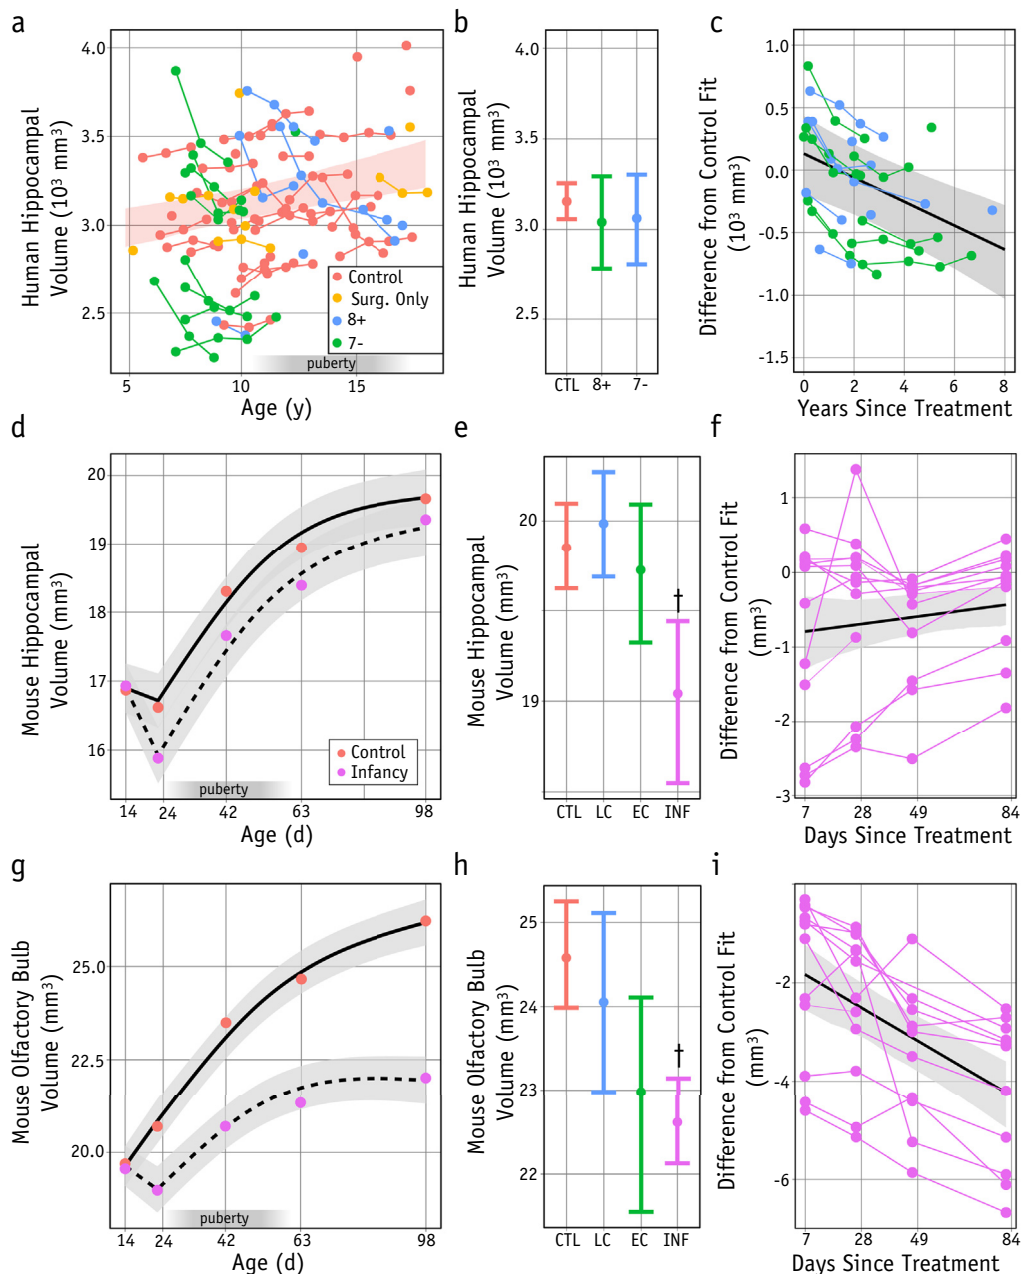 a
Human Hippocampal
Volume (10³ mm³)
4.0
3.5
3.0
2.5
Control
Surg. Only
8+
7-
puberty
5
10
15
Age (y)
b
Human Hippocampal
Volume (10³ mm³)
4.0
3.5
3.0
2.5
CTL
8+
7-
c
Difference from Control Fit
(10³ mm³)
1.0
0.5
0.0
-0.5
-1.0
-1.5
0
2
4
6
8
Years Since Treatment
d
Mouse Hippocampal
Volume (mm³)
20
19
18
17
16
Control
Infancy
puberty
14
24
42
63
98
Age (d)
e
Mouse Hippocampal
Volume (mm³)
20
19
†
CTL
LC
EC
INF
f
Difference from Control Fit
(mm³)
1
0
-1
-2
-3
7
28
49
84
Days Since Treatment
g
Mouse Olfactory Bulb
Volume (mm³)
25.0
22.5
20.0
puberty
14
24
42
63
98
Age (d)
h
Mouse Olfactory Bulb
Volume (mm³)
25
24
23
22
†
CTL
LC
EC
INF
i
Difference from Control Fit
(mm³)
-2
-4
-6
7
28
49
84
Days Since Treatment